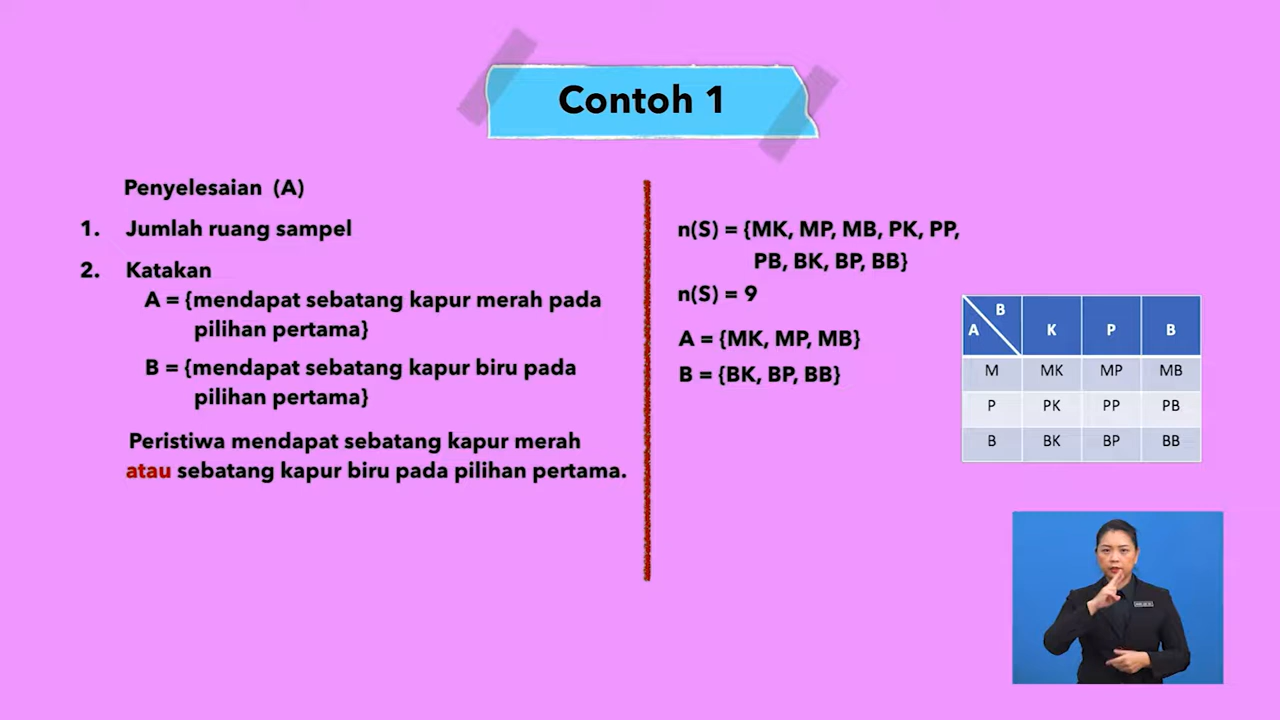 Contoh 1
Penyelesaian (A)
1. Jumlah ruang sampel
2. Katakan
A = {mendapat sebatang kapur merah pada
pilihan pertama}
B = {mendapat sebatang kapur biru pada
pilihan pertama}
Peristiwa mendapat sebatang kapur merah
atau sebatang kapur biru pada pilihan pertama.
n(S) = {MK, MP, MB, PK, PP,
PB, BK, BP, BB}
n(S) = 9
A = {MK, MP, MB}
B = {BK, BP, BB}
B
A K P B
M MK MP MB
P PK PP PB
B BK BP BB